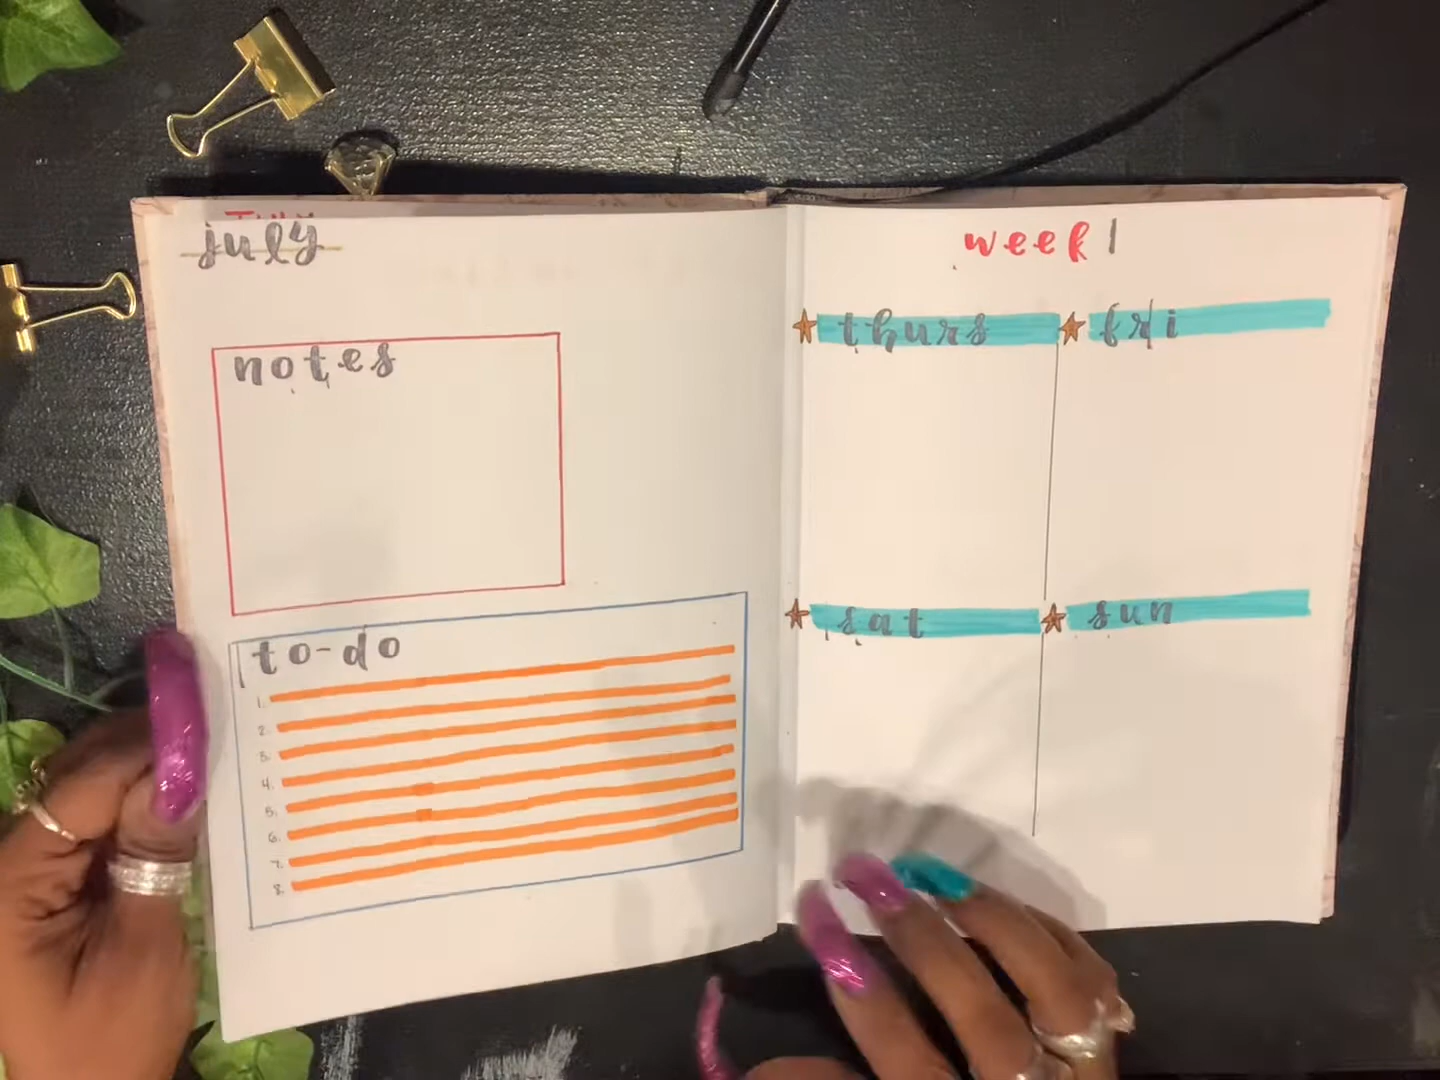 july
notes
to-do
1.
2.
3.
4.
5.
6.
7.
8.
week 1
thurs
fri
sat
sun